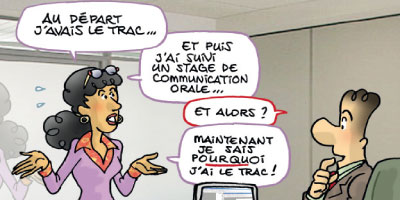 AU DÉPART
J'AVAIS LE TRAC...
ET PUIS
J'AI SUIVI
UN STAGE DE
COMMUNICATION
ORALE...
ET ALORS ?
MAINTENANT
JE SAIS
POURQUOI
J'AI LE TRAC !